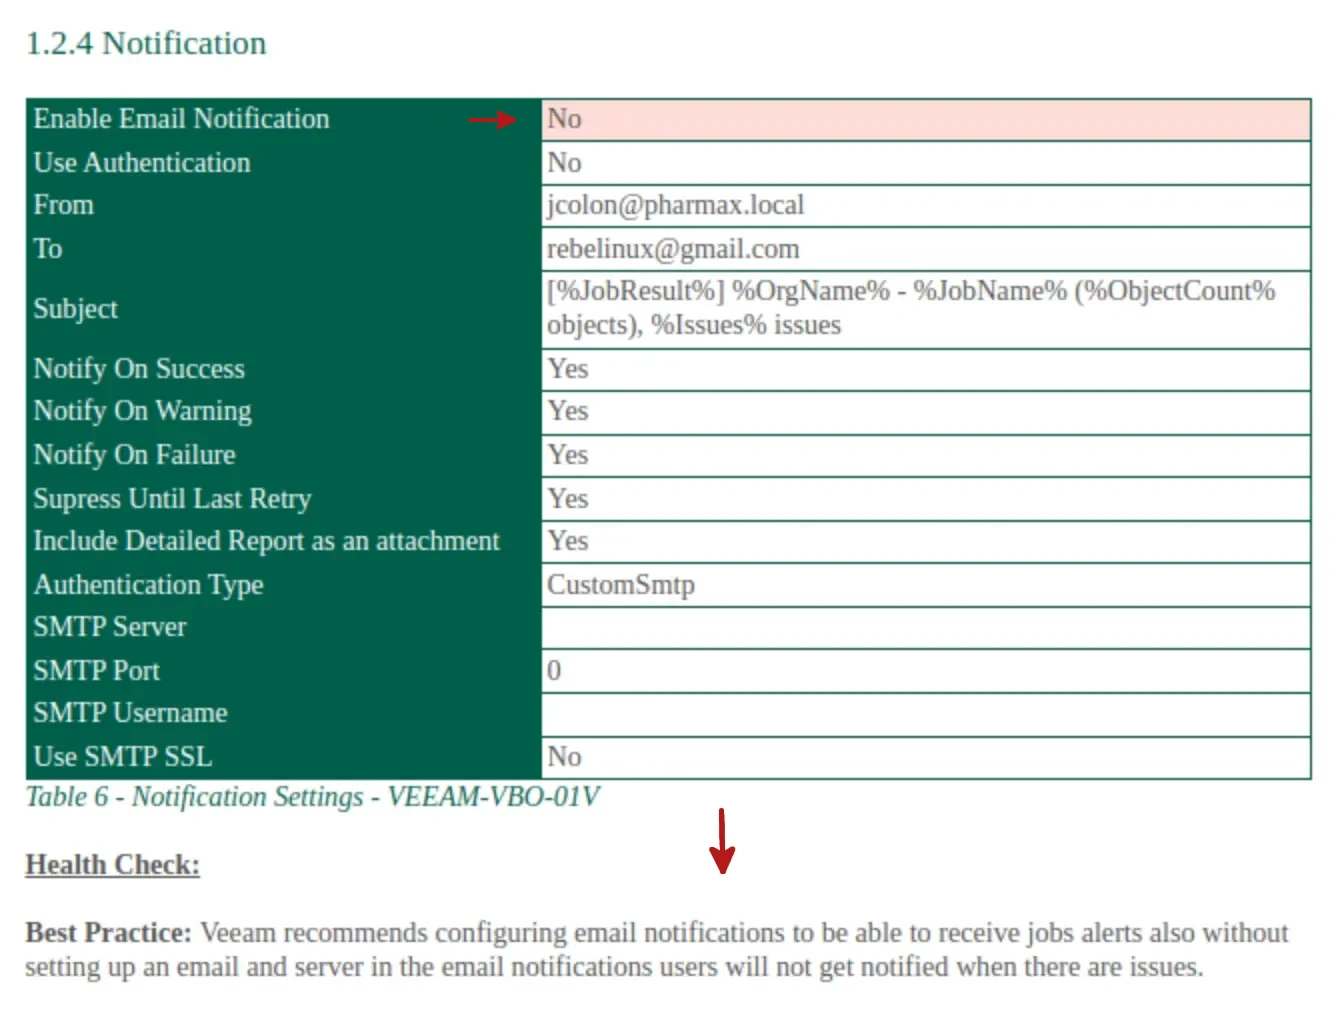 1.2.4 Notification
Enable Email Notification No
Use Authentication No
From jcolon@pharmax.local
To rebelinux@gmail.com
Subject [%JobResult%] %OrgName% - %JobName% (%ObjectCount%
objects), %Issues% issues
Notify On Success Yes
Notify On Warning Yes
Notify On Failure Yes
Supress Until Last Retry Yes
Include Detailed Report as an attachment Yes
Authentication Type CustomSmtp
SMTP Server
SMTP Port 0
SMTP Username
Use SMTP SSL No
Table 6 - Notification Settings - VEEAM-VBO-01V
Health Check:
Best Practice: Veeam recommends configuring email notifications to be able to receive jobs alerts also without
setting up an email and server in the email notifications users will not get notified when there are issues.